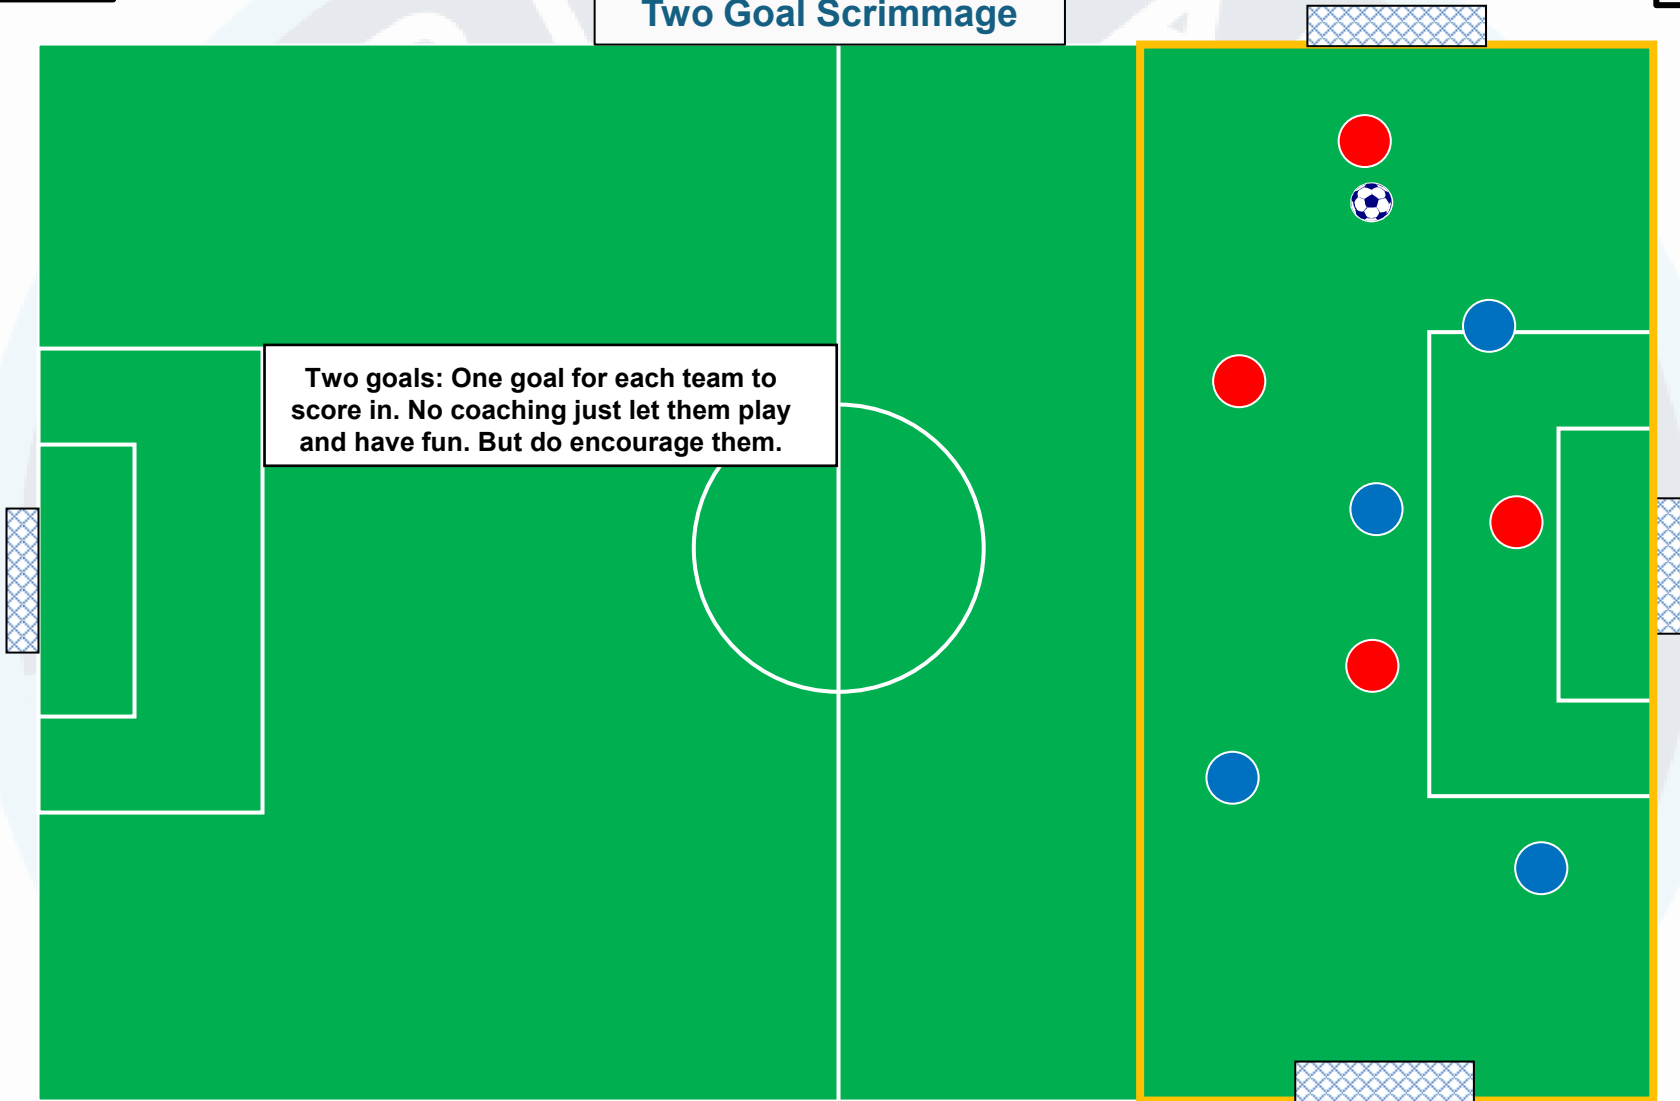 Two Goal Scrimmage
Two goals: One goal for each team to
score in. No coaching just let them play
and have fun. But do encourage them.